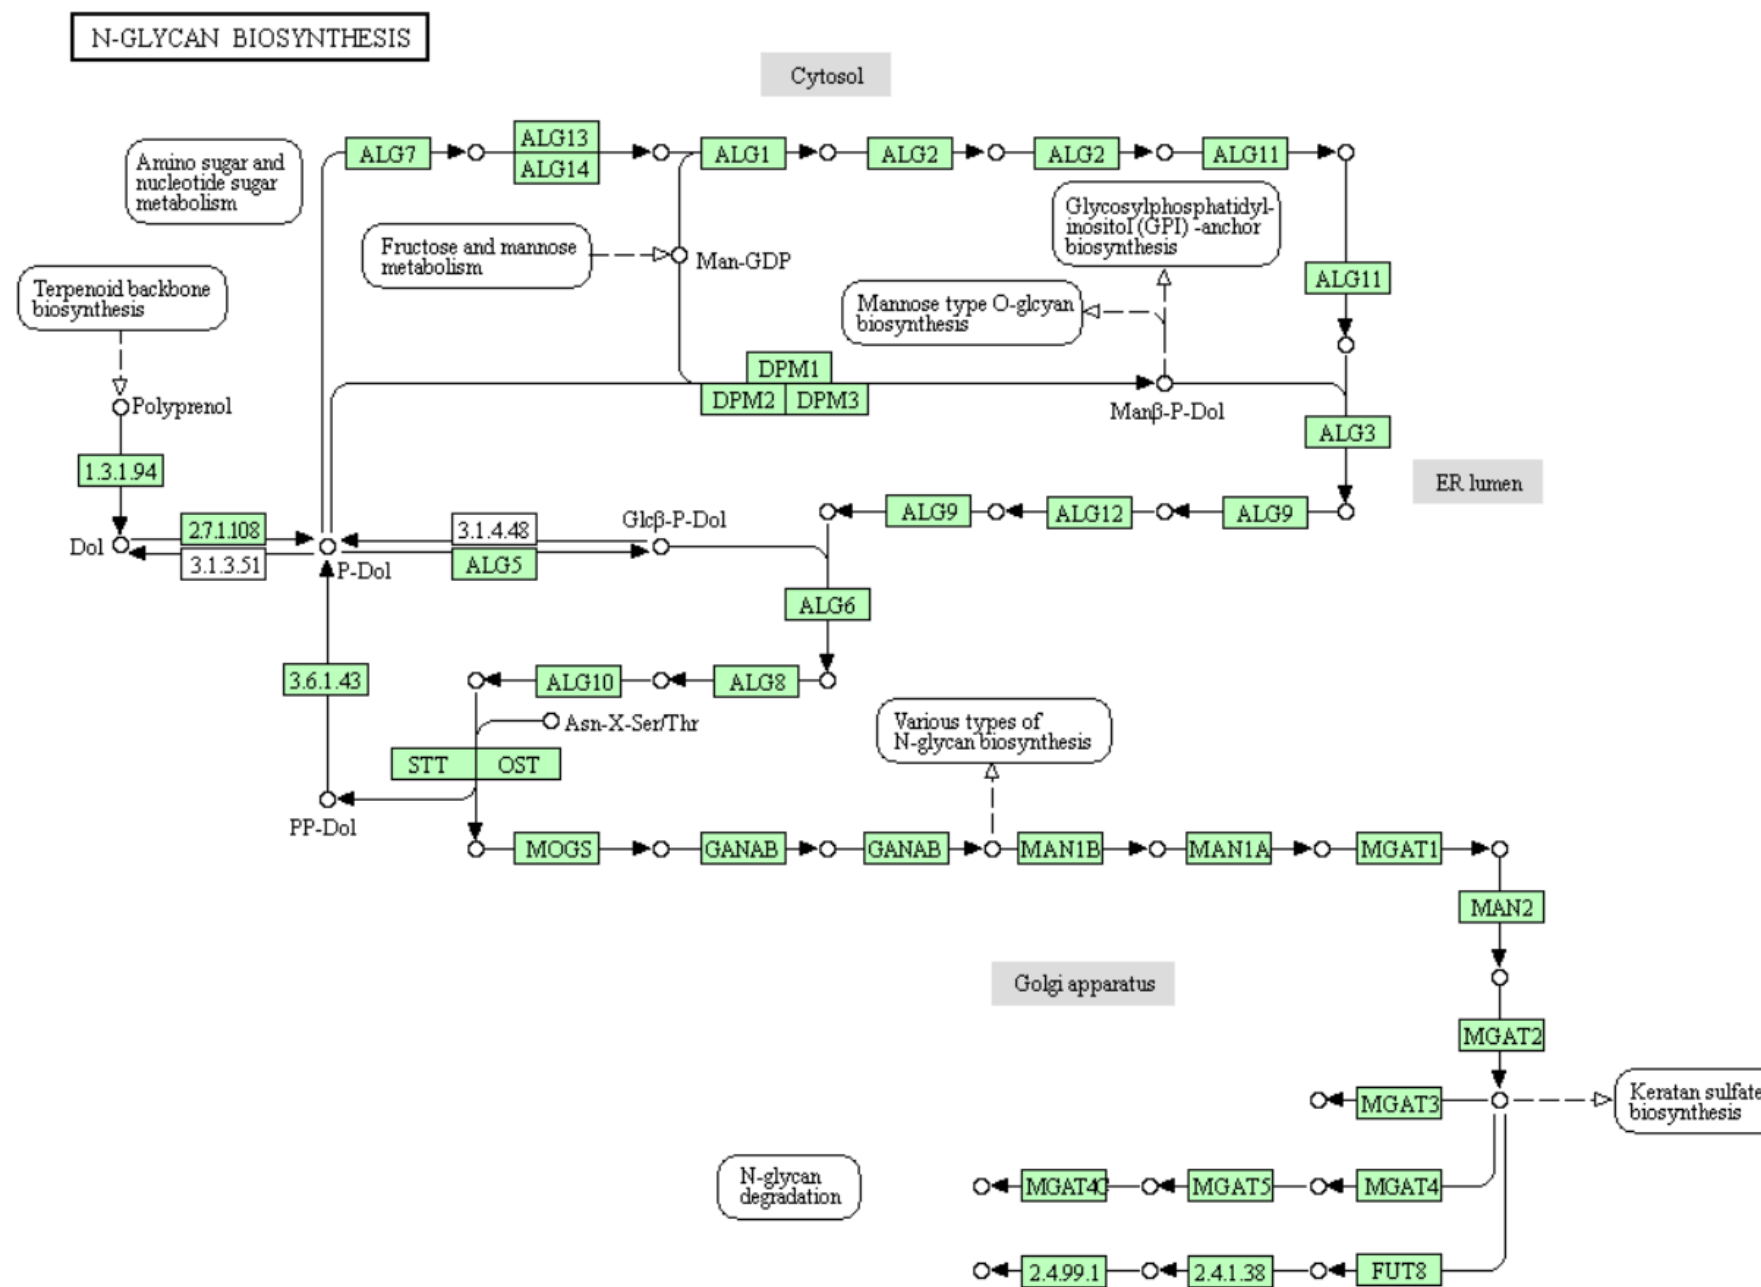 N-GLYCAN BIOSYNTHESIS
Cytosol
Amino sugar and
nucleotide sugar
metabolism
ALG7
ALG13
ALG14
ALG1
ALG2
ALG2
ALG11
Fructose and mannose
metabolism
Man-GDP
Glycosylphosphatidyl-
inositol (GPI) -anchor
biosynthesis
Terpenoid backbone
biosynthesis
Mannose type O-glcyan
biosynthesis
ALG11
Polyprenol
DPM1
DPM2
DPM3
Manβ-P-Dol
ALG3
1.3.1.94
ER lumen
Dol
2.7.1.108
3.1.3.51
P-Dol
3.1.4.48
ALG5
Glcβ-P-Dol
ALG9
ALG12
ALG9
ALG6
3.6.1.43
ALG10
ALG8
Asn-X-Ser/Thr
STT
OST
PP-Dol
Various types of
N-glycan biosynthesis
MOGS
GANAB
GANAB
MAN1B
MAN1A
MGAT1
MAN2
Golgi apparatus
MGAT2
MGAT3
Keratan sulfate
biosynthesis
N-glycan
degradation
MGAT4C
MGAT5
MGAT4
2.4.99.1
2.4.1.38
FUT8